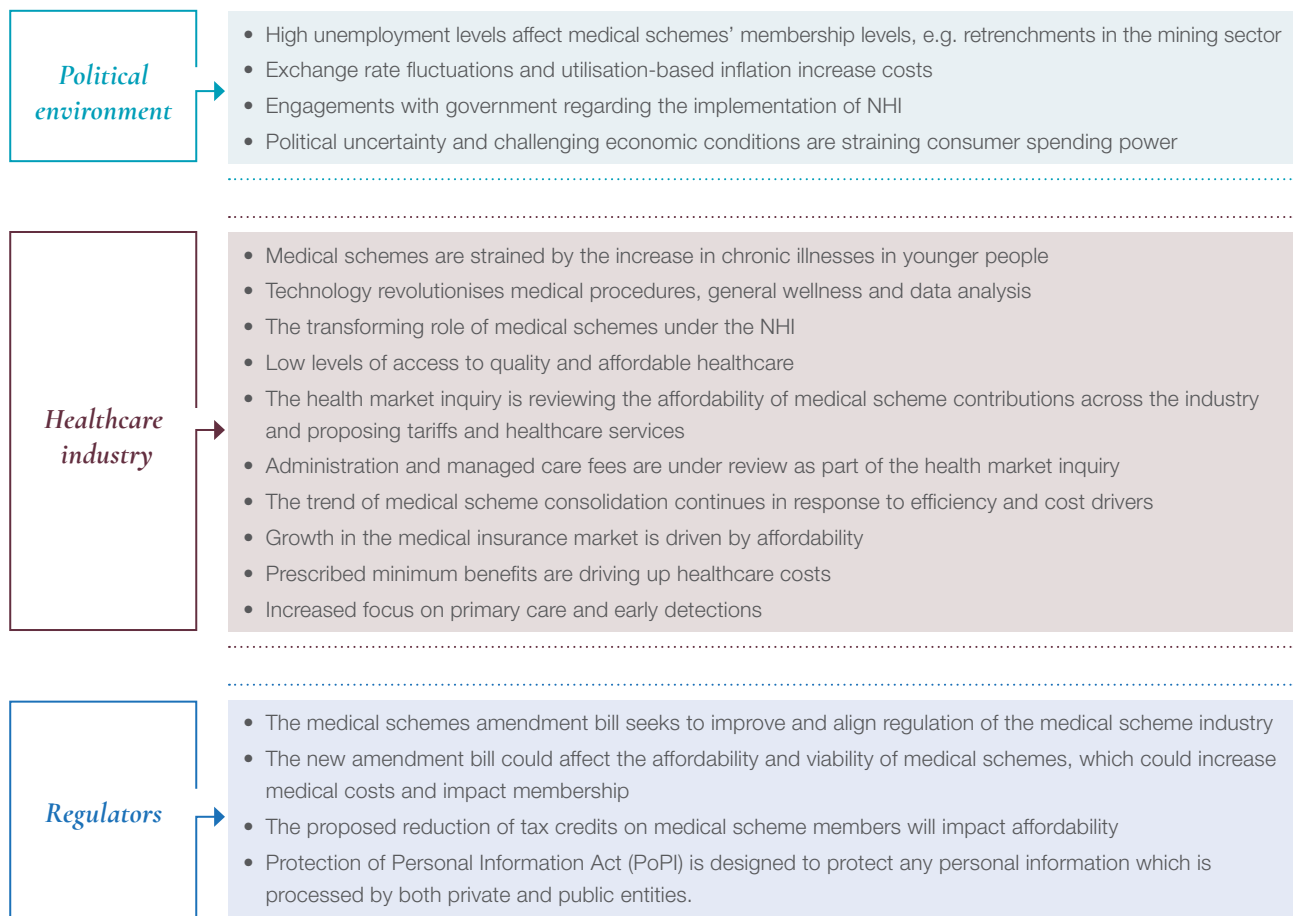 Political
environment
• High unemployment levels affect medical schemes’ membership levels, e.g. retrenchments in the mining sector
• Exchange rate fluctuations and utilisation-based inflation increase costs
• Engagements with government regarding the implementation of NHI
• Political uncertainty and challenging economic conditions are straining consumer spending power
Healthcare
industry
• Medical schemes are strained by the increase in chronic illnesses in younger people
• Technology revolutionises medical procedures, general wellness and data analysis
• The transforming role of medical schemes under the NHI
• Low levels of access to quality and affordable healthcare
• The health market inquiry is reviewing the affordability of medical scheme contributions across the industry
and proposing tariffs and healthcare services
• Administration and managed care fees are under review as part of the health market inquiry
• The trend of medical scheme consolidation continues in response to efficiency and cost drivers
• Growth in the medical insurance market is driven by affordability
• Prescribed minimum benefits are driving up healthcare costs
• Increased focus on primary care and early detections
Regulators
• The medical schemes amendment bill seeks to improve and align regulation of the medical scheme industry
• The new amendment bill could affect the affordability and viability of medical schemes, which could increase
medical costs and impact membership
• The proposed reduction of tax credits on medical scheme members will impact affordability
• Protection of Personal Information Act (PoPI) is designed to protect any personal information which is
processed by both private and public entities.